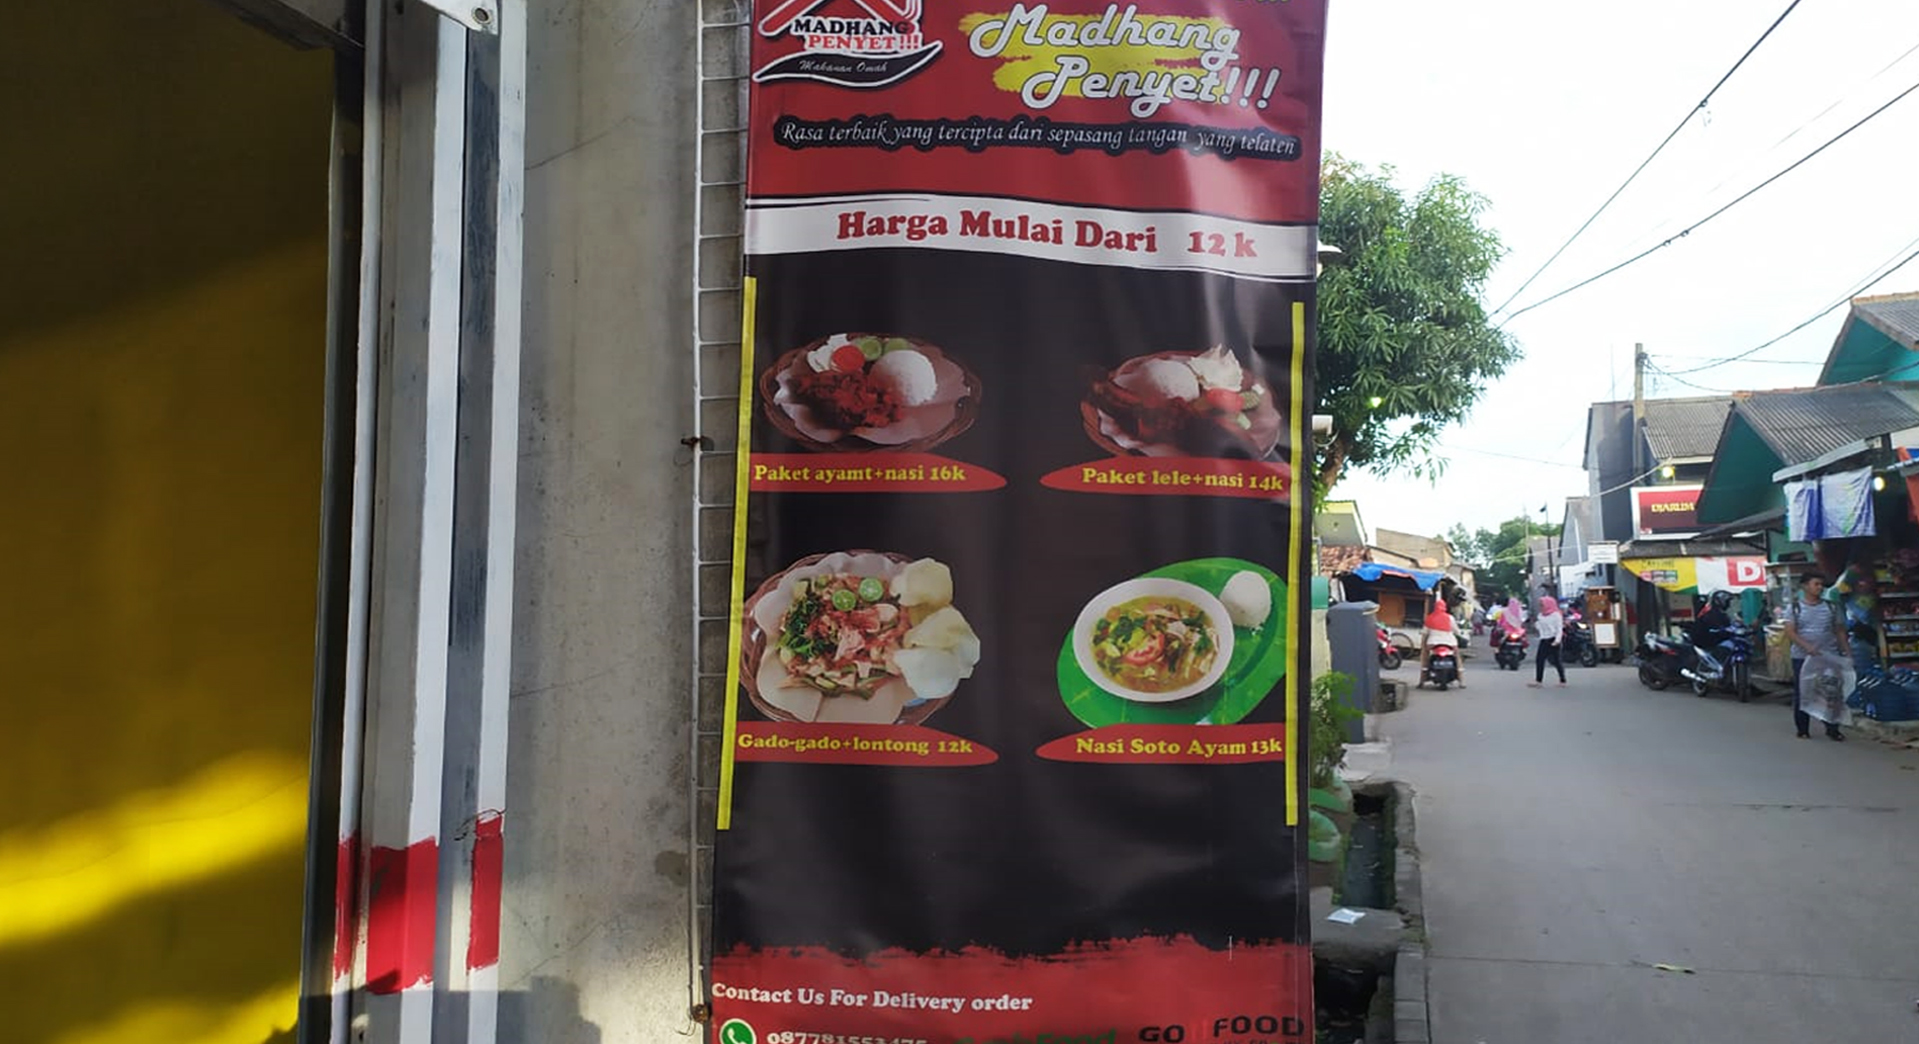 MADHANG
PENYET!!!
Makanan Omah
Madhang
Penyet!!!
Rasa terbaik yang tercipta dari sepasang tangan yang telaten
Harga Mulai Dari 12 k
Paket ayamt+nasi 16k
Paket lele+nasi 14k
Gado-gado+lontong 12k
Nasi Soto Ayam 13k
DJARUM
Contact Us For Delivery order
087781553475
GO FOOD